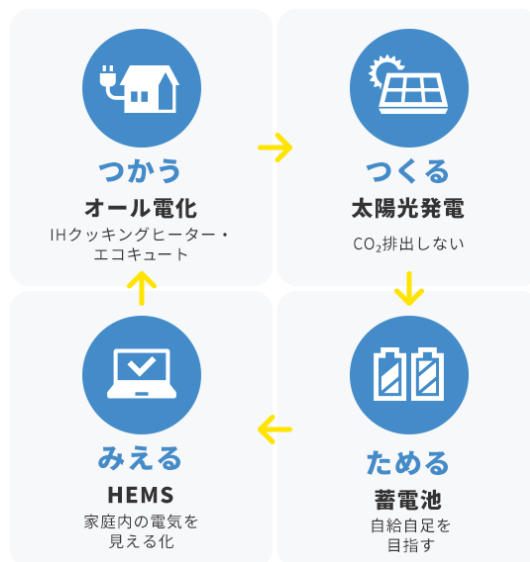 つかう
オール電化
IHクッキングヒーター・
エコキュート
つくる
太陽光発電
CO₂排出しない
みえる
HEMS
家庭内の電気を
見える化
ためる
蓄電池
自給自足を
目指す